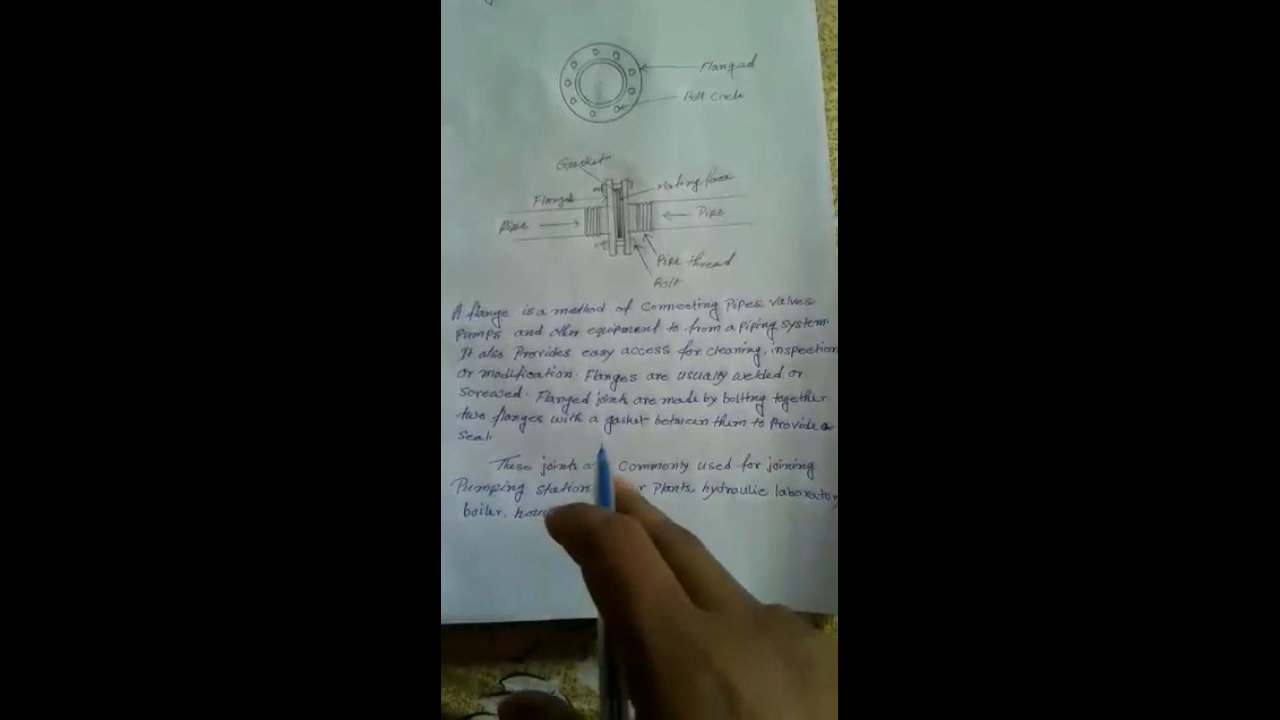 Flanged
Bolt Circle
Gasket
Flanged
Mating face
Pipe
Pipe
Pipe thread
Bolt
A flange is a method of connecting Pipes, valves
pumps and other equipment to from a piping system
It also Provides easy access for cleaning, inspection
or modification. Flanges are usually welded or
Screwed. Flanged joints are made by bolting together
two flanges with a gasket between them to Provide a
Seal.
These joints commonly used for joining
Pumping station plants, hydraulic laboratory
boiler,